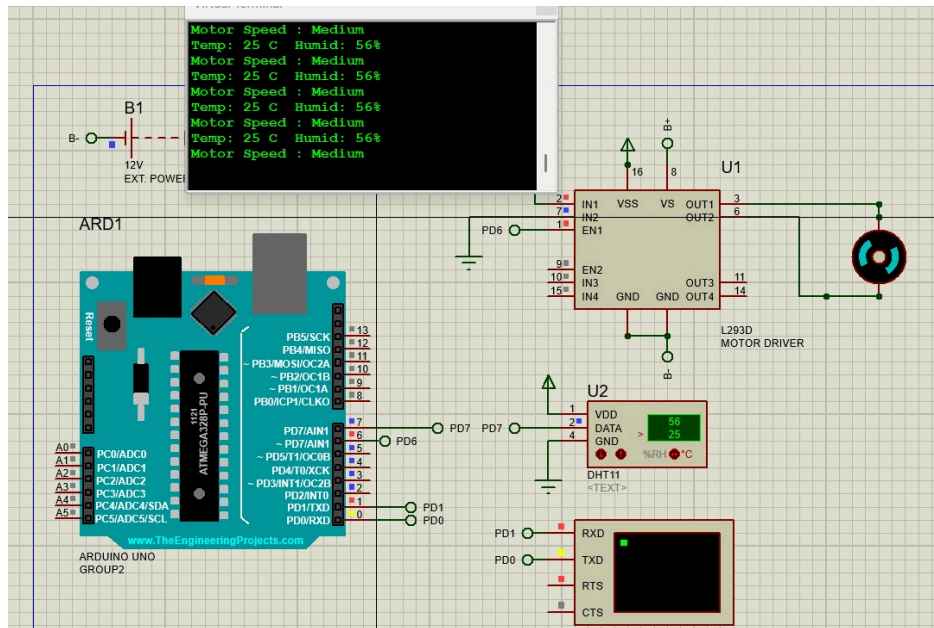 Motor Speed : Medium
Temp: 25 C  Humid: 56%
Motor Speed : Medium
Temp: 25 C  Humid: 56%
Motor Speed : Medium
Temp: 25 C  Humid: 56%
Motor Speed : Medium
Temp: 25 C  Humid: 56%
Motor Speed : Medium
B1
B-
12V
EXT. POWE
ARD1
Reset
1121
ATMEGA328P-PU
PB5/SCK 13
PB4/MISO 12
~ PB3/MOSI/OC2A 11
~ PB2/OC1B 10
~ PB1/OC1A 9
PB0/ICP1/CLKO 8
PD7/AIN1 7
~ PD7/AIN1 6
~ PD5/T1/OC0B 5
PD4/T0/XCK 4
~ PD3/INT1/OC2B 3
PD2/INT0 2
PD1/TXD 1
PD0/RXD 0
PD7
PD6
PD1
PD0
A0 PC0/ADC0
A1 PC1/ADC1
A2 PC2/ADC2
A3 PC3/ADC3
A4 PC4/ADC4/SDA
A5 PC5/ADC5/SCL
www.TheEngineeringProjects.com
ARDUINO UNO
GROUP2
B+
U1
16 8
2 IN1 VSS VS OUT1 3
7 IN2 OUT2 6
PD6 1 EN1
9 EN2
10 IN3 OUT3 11
15 IN4 GND GND OUT4 14
L293D
MOTOR DRIVER
B-
U2
1 VDD
PD7 2 DATA
4 GND
56
> 25
%RH °C
DHT11
<TEXT>
PD1 RXD
PD0 TXD
RTS
CTS